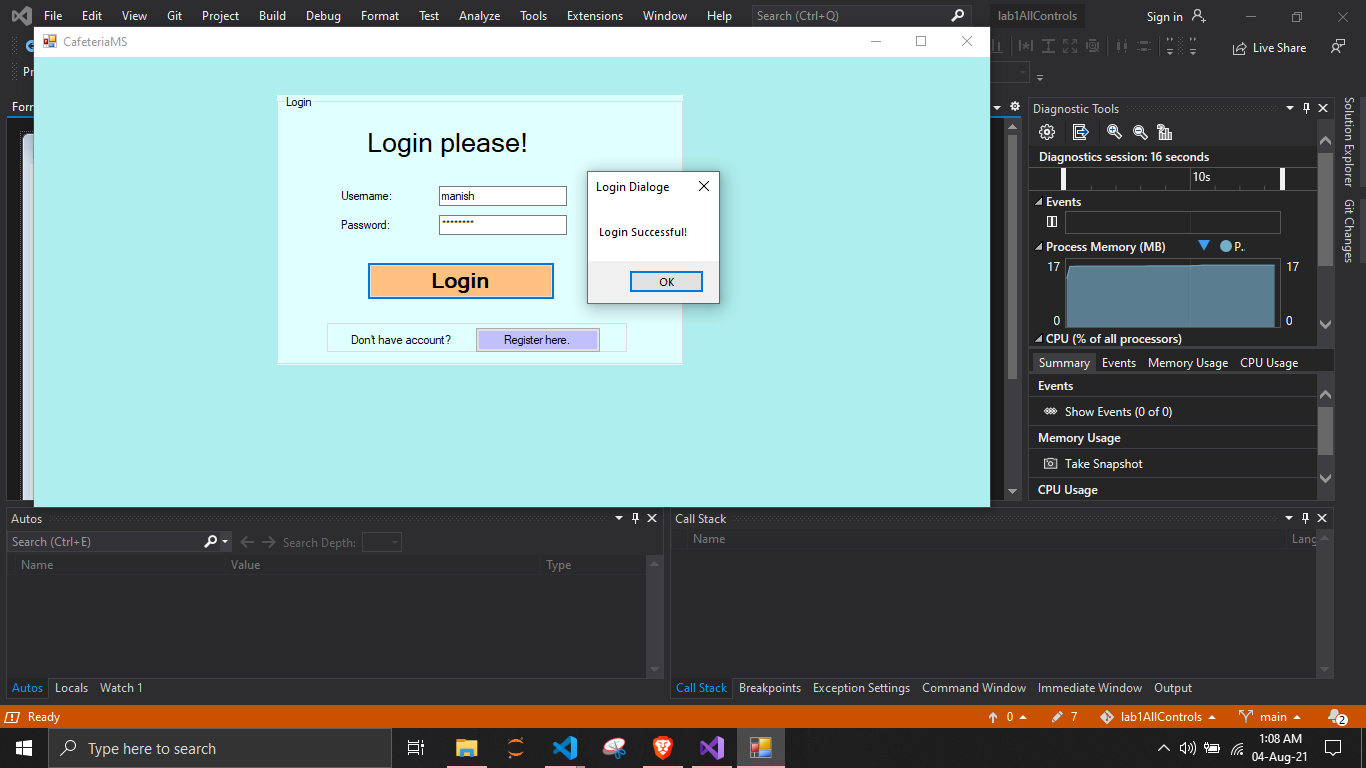 File Edit View Git Project Build Debug Format Test Analyze Tools Extensions Window Help Search (Ctrl+Q) lab1AllControls Sign in
CafeteriaMS
Live Share
Pr
Form
Login
Login please!
Username: manish
Password: ********
Login
Don't have account? Register here.
Login Dialoge
Login Successful!
OK
Diagnostic Tools
Diagnostics session: 16 seconds
10s
Events
Process Memory (MB) P..
17 17
0 0
CPU (% of all processors)
Summary Events Memory Usage CPU Usage
Events
Show Events (0 of 0)
Memory Usage
Take Snapshot
CPU Usage
Solution Explorer
Git Changes
Autos
Search (Ctrl+E) Search Depth:
Name Value Type
Autos Locals Watch 1
Call Stack
Name Lang
Call Stack Breakpoints Exception Settings Command Window Immediate Window Output
Ready 0 7 lab1AllControls main 2
Type here to search
1:08 AM
04-Aug-21